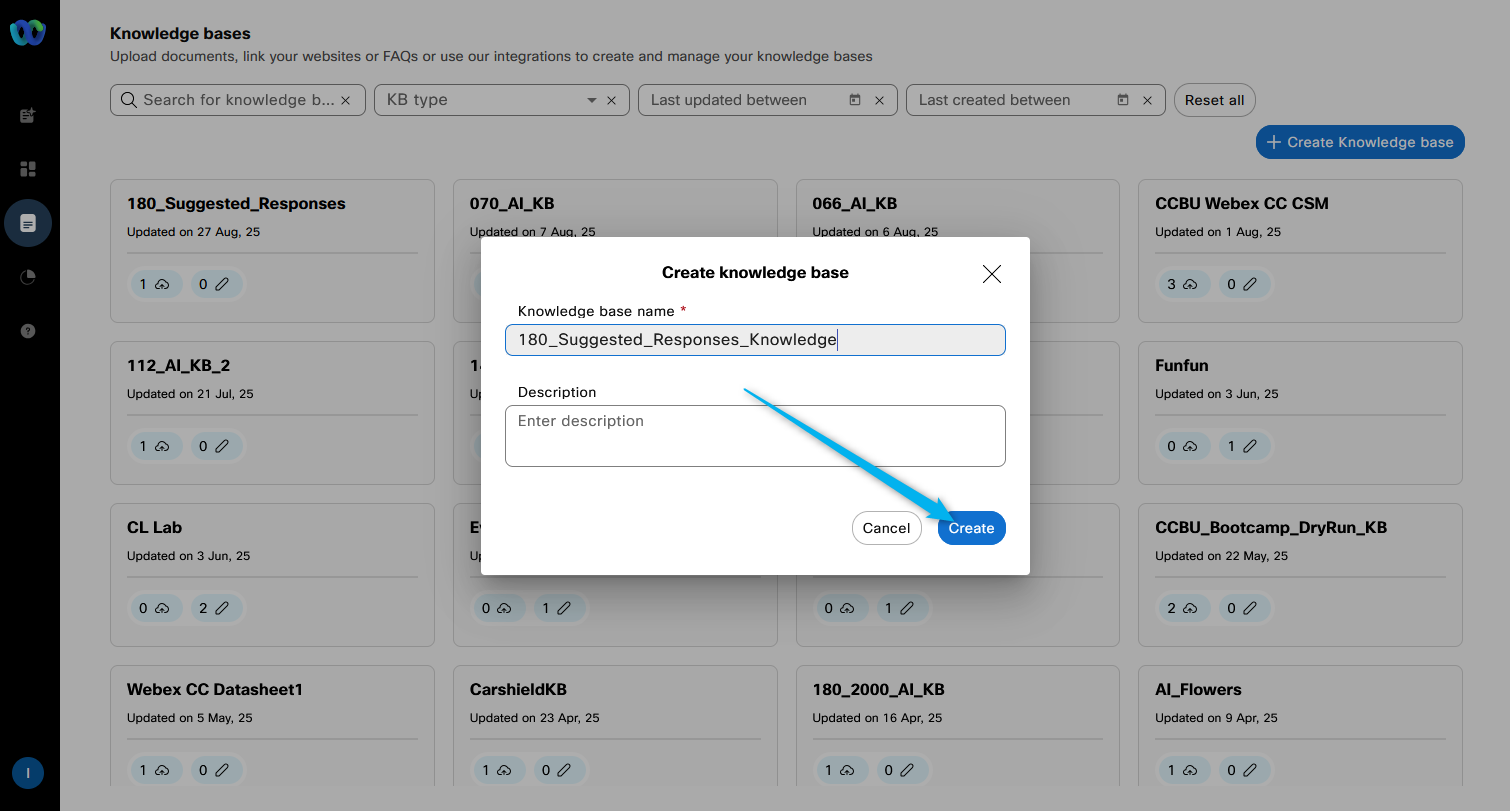 Knowledge bases
Upload documents, link your websites or FAQs or use our integrations to create and manage your knowledge bases
Search for knowledge b...
KB type
Last updated between
Last created between
Reset all
Create Knowledge base
180_Suggested_Responses
070_AI_KB
066_AI_KB
CCBU Webex CC CSM
Updated on 27 Aug, 25
Updated on 7 Aug, 25
Updated on 6 Aug, 25
Updated on 1 Aug, 25
1 0
3 0
Create knowledge base
Knowledge base name *
180_Suggested_Responses_Knowledge
Description
Enter description
Cancel
Create
112_AI_KB_2
Funfun
Updated on 21 Jul, 25
Updated on 3 Jun, 25
1 0
0 1
CL Lab
CCBU_Bootcamp_DryRun_KB
Updated on 3 Jun, 25
Updated on 22 May, 25
0 2
0 1
0 1
2 0
Webex CC Datasheet1
CarshieldKB
180_2000_AI_KB
AI_Flowers
Updated on 5 May, 25
Updated on 23 Apr, 25
Updated on 16 Apr, 25
Updated on 9 Apr, 25
1 0
1 0
1 0
1 0
I